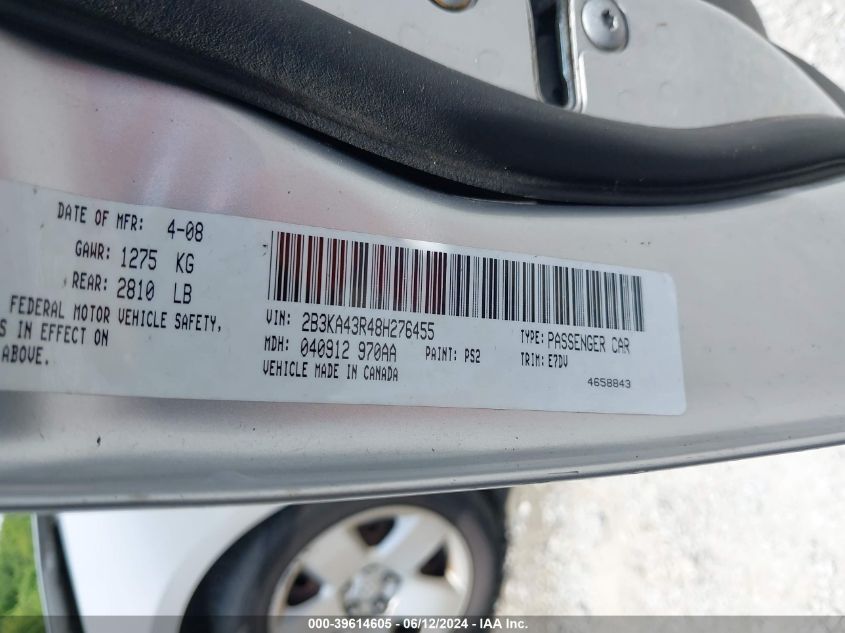 DATE OF MFR: 4-08
GAWR: 1275 KG
REAR: 2810 LB
FEDERAL MOTOR VEHICLE SAFETY,
S IN EFFECT ON
ABOVE.
VIN: 2B3KA43R48H276455
TYPE: PASSENGER CAR
MDH: 040912 970AA
PAINT: PS2
TRIM: E7DV
VEHICLE MADE IN CANADA
4658843
000-39614605 - 06/12/2024 - IAA Inc.